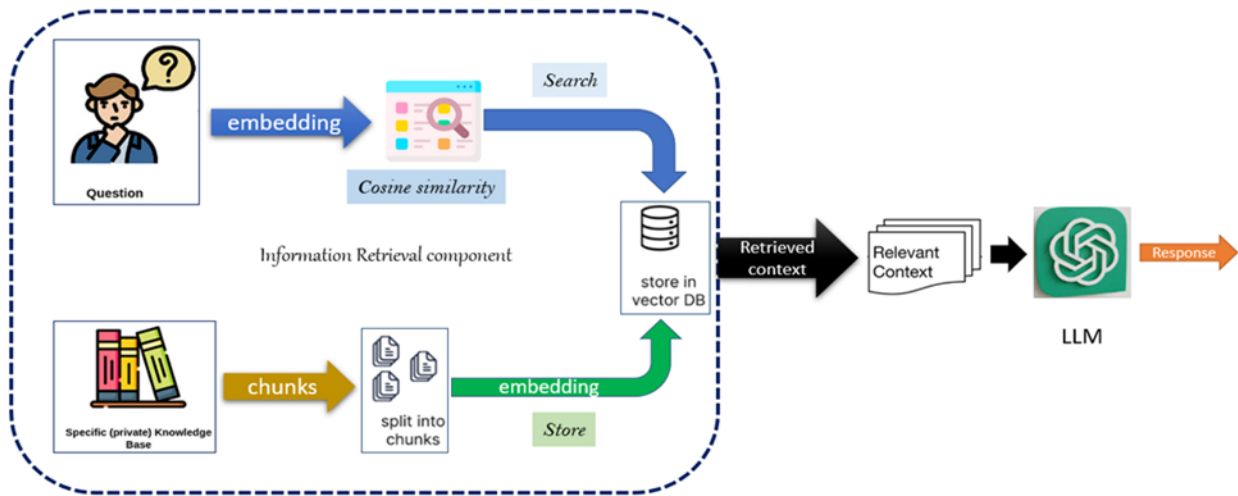 Search
embedding
Cosine similarity
Question
Information Retrieval component
store in
vector DB
Retrieved
context
Relevant
Context
Response
LLM
Specific (private) Knowledge
Base
chunks
split into
chunks
embedding
Store